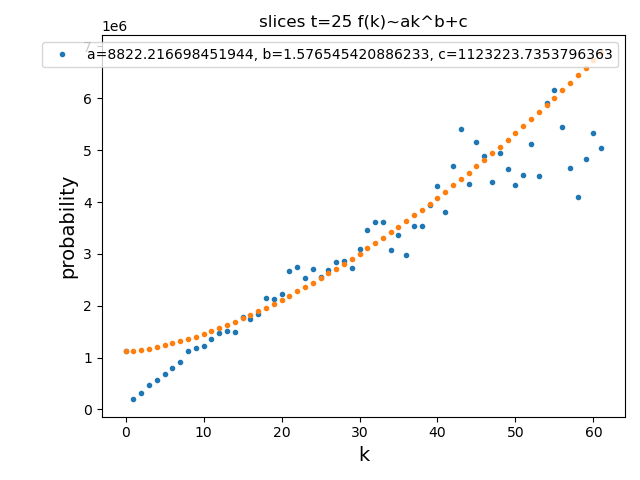 slices t=25 f(k)~ak^b+c
1e6
a=8822.216698451944, b=1.576545420886233, c=1123223.7353796363
7
6
5
4
3
2
1
0
probability
0 10 20 30 40 50 60
k